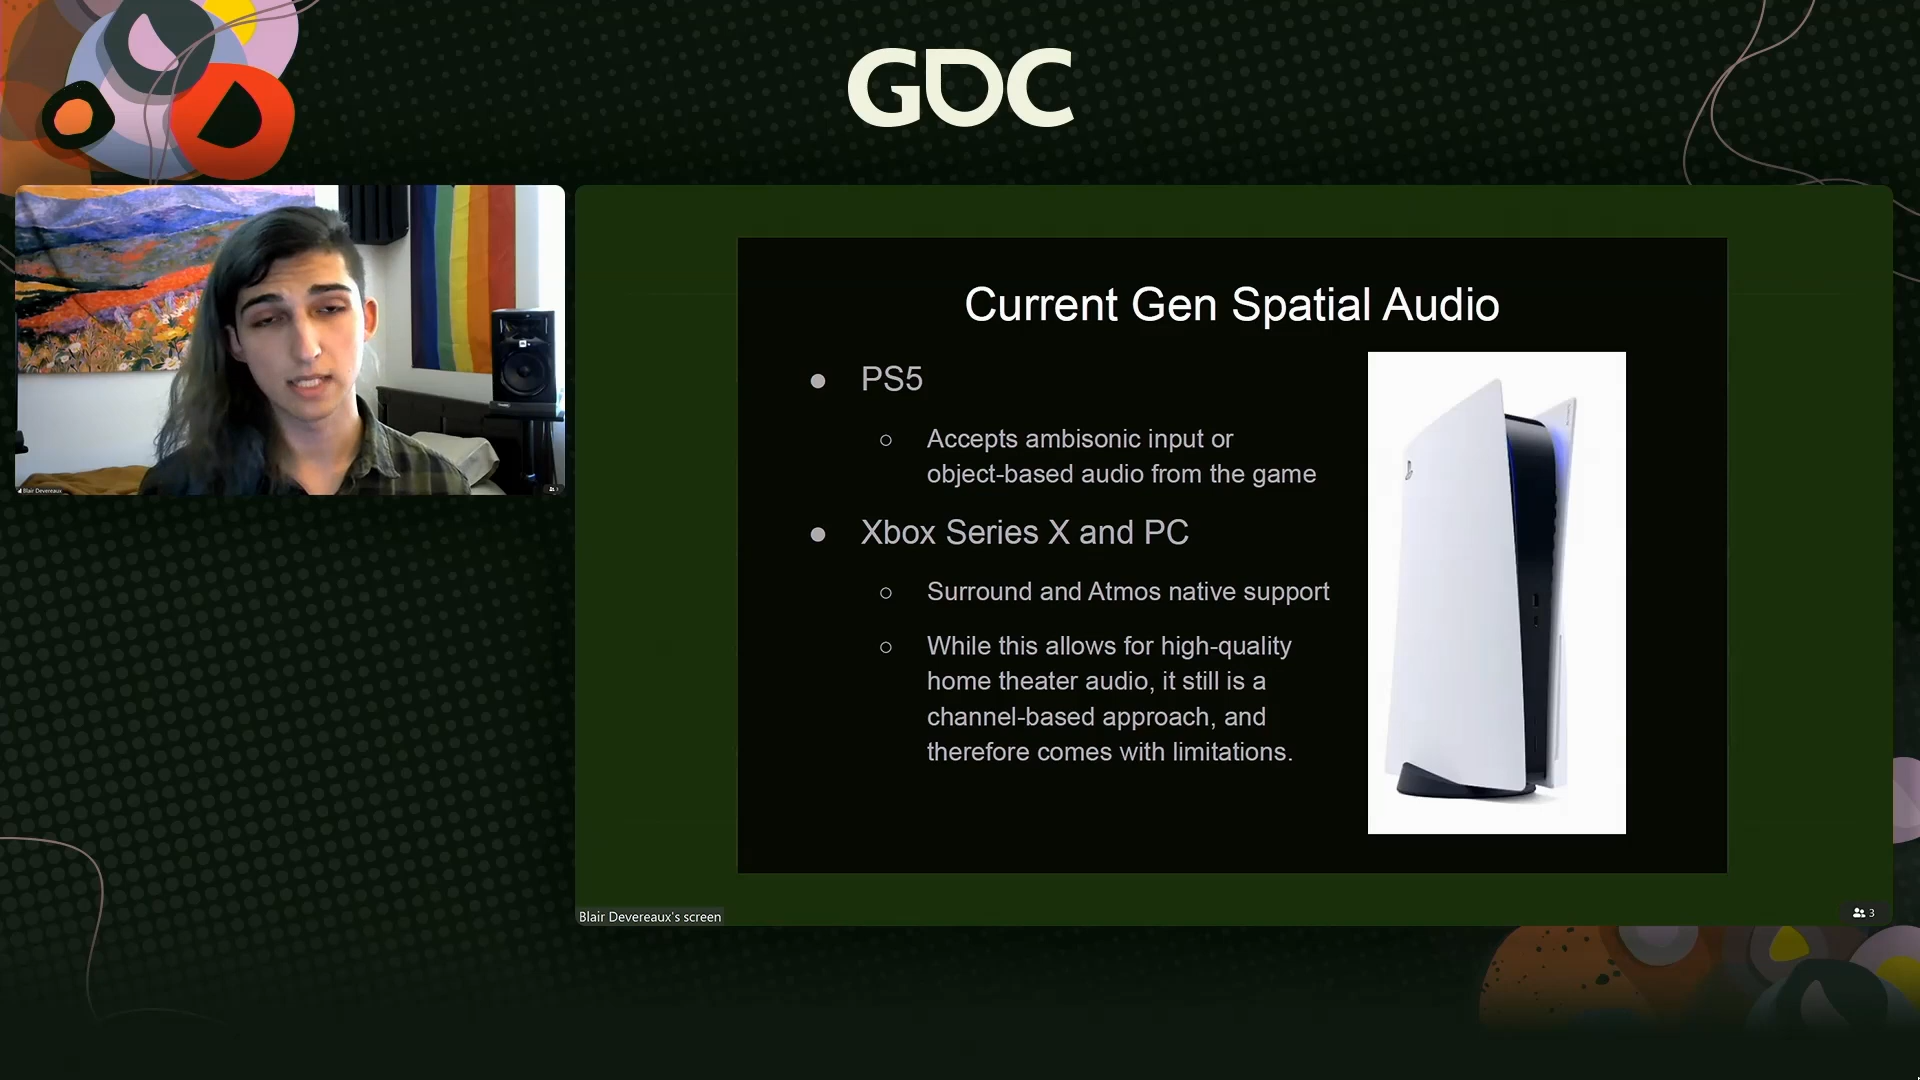 GDC
Blair Devereaux
Current Gen Spatial Audio
● PS5
○ Accepts ambisonic input or
object-based audio from the game
● Xbox Series X and PC
○ Surround and Atmos native support
○ While this allows for high-quality
home theater audio, it still is a
channel-based approach, and
therefore comes with limitations.
Blair Devereaux's screen
3